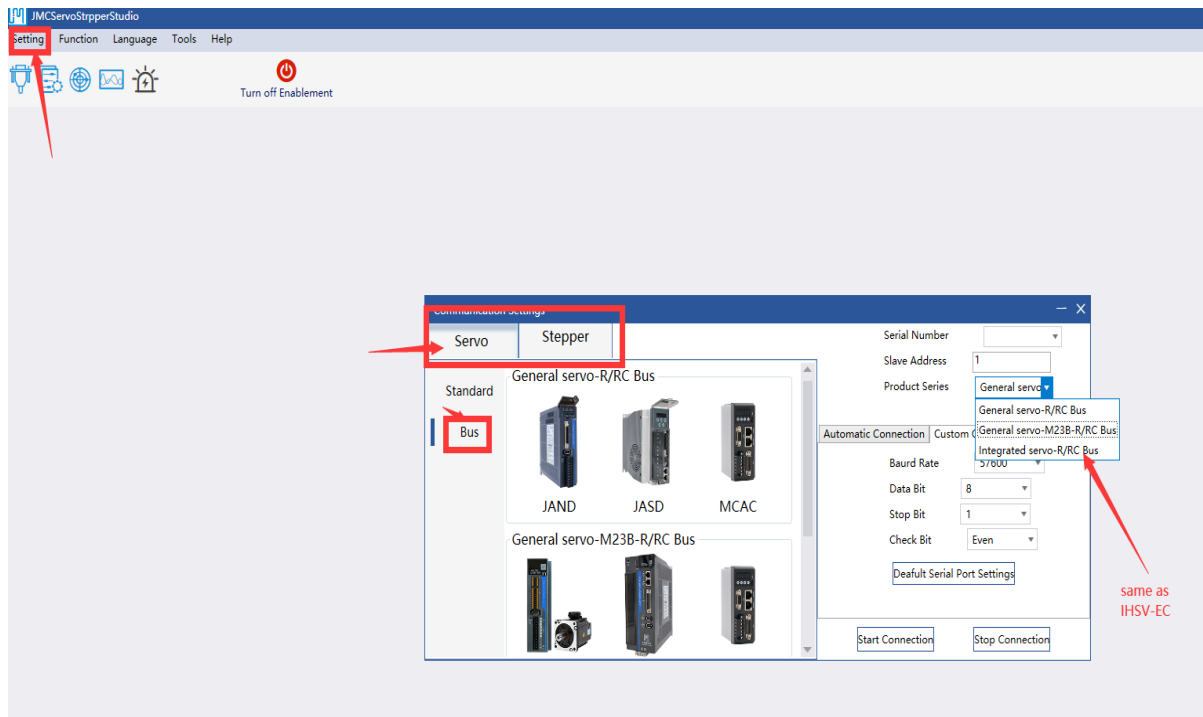 JMCServoStrpperStudio
Setting Function Language Tools Help
Turn off Enablement
Communication Settings
Servo Stepper
Serial Number
Slave Address 1
Product Series General servo
General servo-R/RC Bus
General servo-M23B-R/RC Bus
Integrated servo-R/RC Bus
Standard
Bus
General servo-R/RC Bus
JAND JASD MCAC
General servo-M23B-R/RC Bus
Automatic Connection Custom
Baurd Rate 57600
Data Bit 8
Stop Bit 1
Check Bit Even
Deafult Serial Port Settings
Start Connection Stop Connection
same as
IHSV-EC